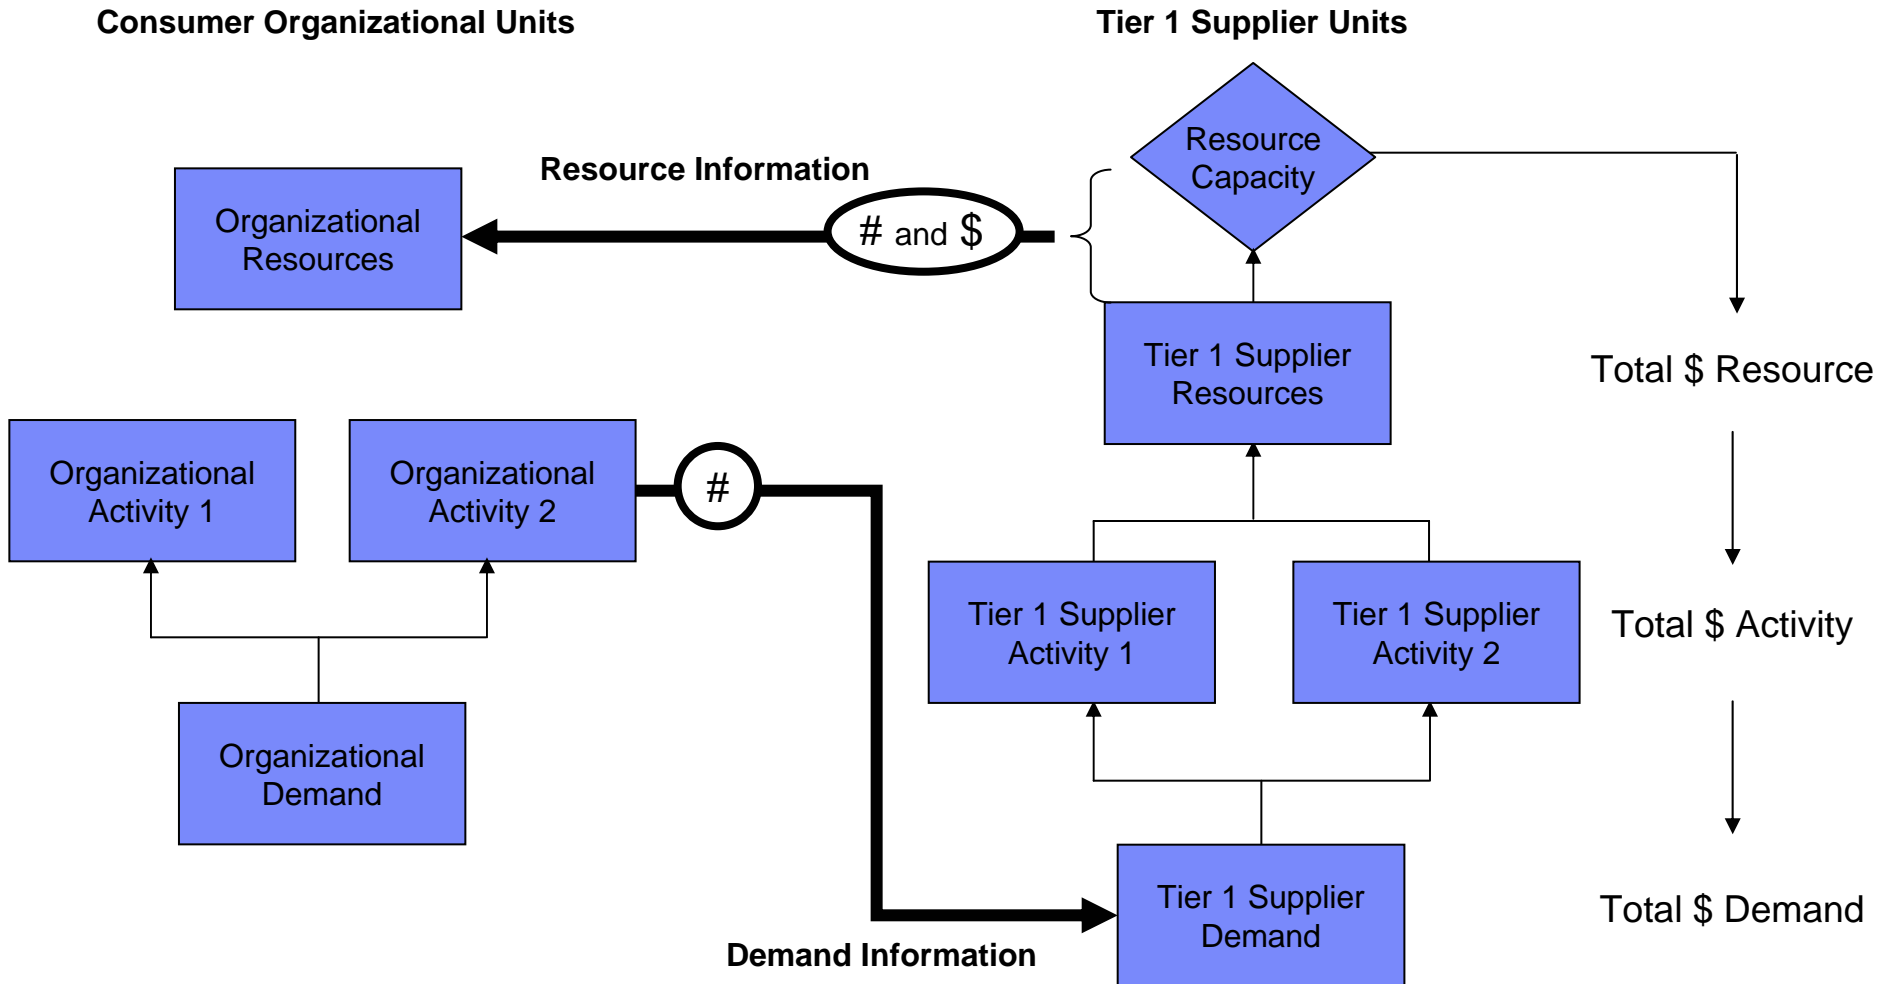 Consumer Organizational Units
Tier 1 Supplier Units
Resource
Capacity
Resource Information
# and $
Organizational
Resources
Tier 1 Supplier
Resources
Total $ Resource
Organizational
Activity 1
Organizational
Activity 2
#
Tier 1 Supplier
Activity 1
Tier 1 Supplier
Activity 2
Total $ Activity
Organizational
Demand
Tier 1 Supplier
Demand
Total $ Demand
Demand Information